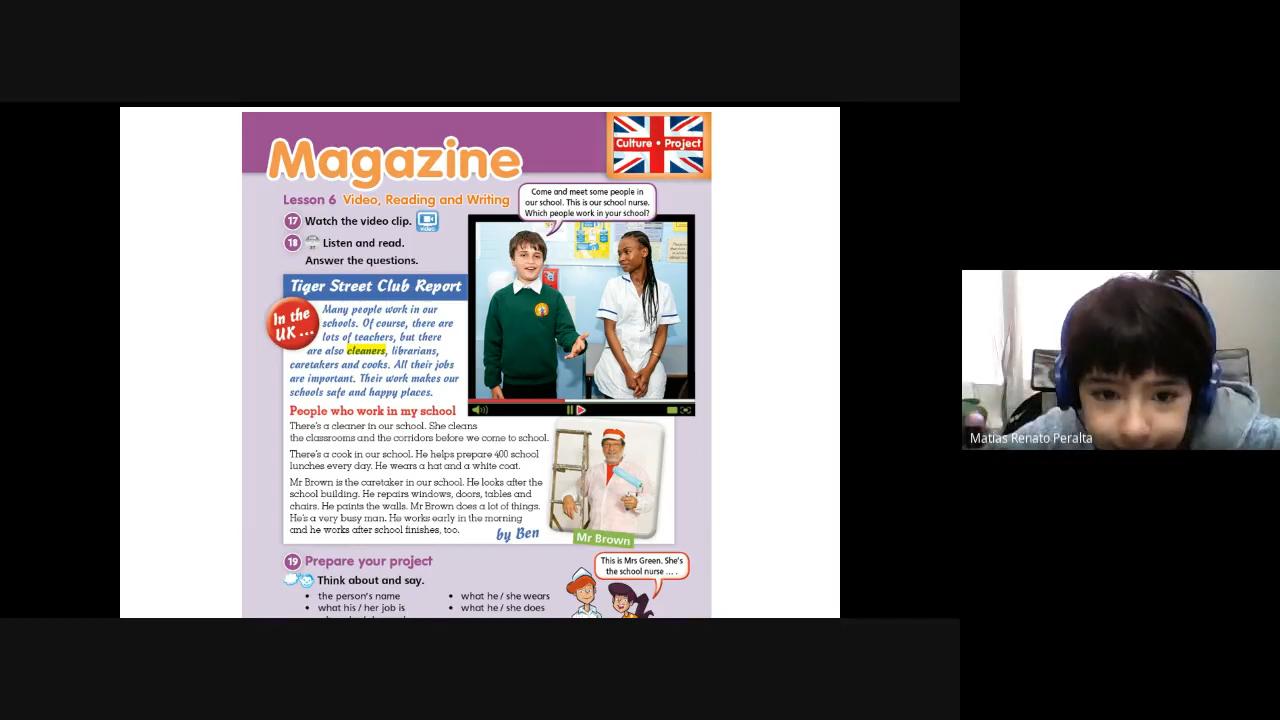 Magazine
Culture • Project
Lesson 6 Video, Reading and Writing
Come and meet some people in
our school. This is our school nurse.
Which people work in your school?
17 Watch the video clip.
video
18 Listen and read.
Answer the questions.
Tiger Street Club Report
In the
UK ...
Many people work in our
schools. Of course, there are
lots of teachers, but there
are also cleaners, librarians,
caretakers and cooks. All their jobs
are important. Their work makes our
schools safe and happy places.
People who work in my school
There's a cleaner in our school. She cleans
the classrooms and the corridors before we come to school.
There's a cook in our school. He helps prepare 400 school
lunches every day. He wears a hat and a white coat.
Mr Brown is the caretaker in our school. He looks after the
school building. He repairs windows, doors, tables and
chairs. He paints the walls. Mr Brown does a lot of things.
He's a very busy man. He works early in the morning
and he works after school finishes, too.
by Ben
Mr Brown
19 Prepare your project
Think about and say.
• the person's name
• what his / her job is
• what he / she wears
• what he / she does
This is Mrs Green. She's
the school nurse ... .
Matias Renato Peralta